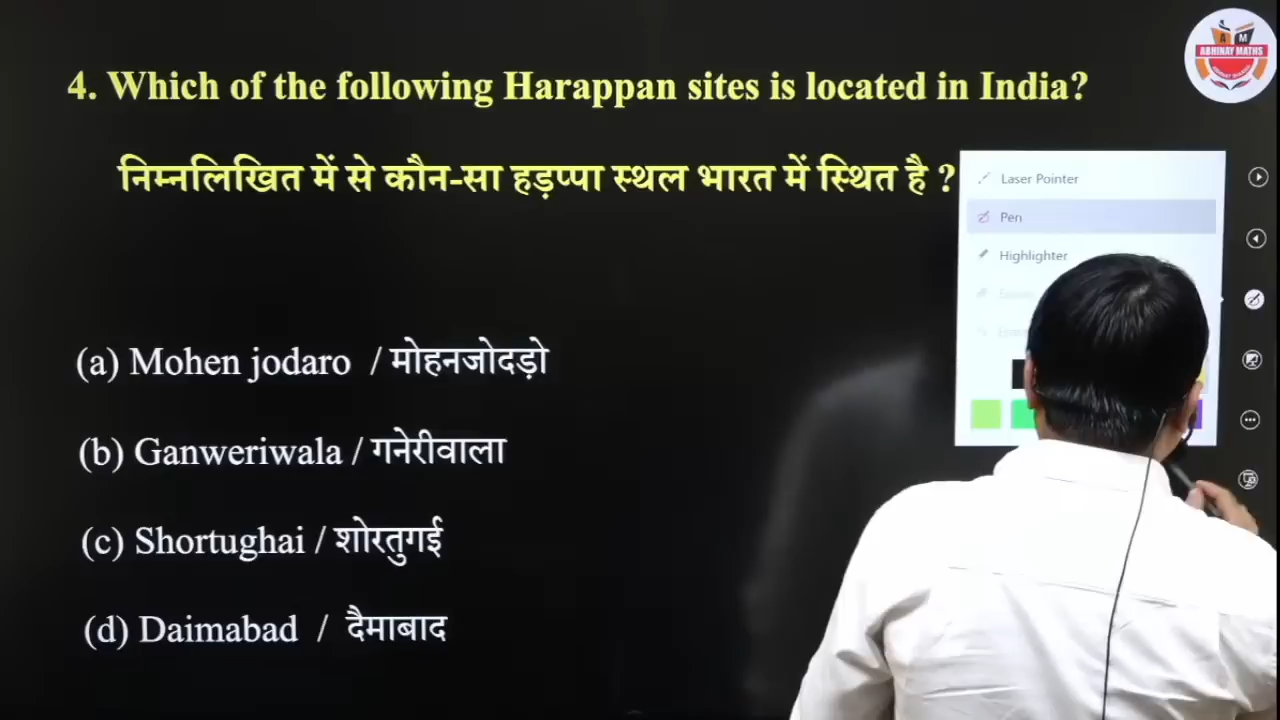 4. Which of the following Harappan sites is located in India?
निम्नलिखित में से कौन-सा हड़प्पा स्थल भारत में स्थित है ?
(a) Mohen jodaro / मोहनजोदड़ो
(b) Ganweriwala / गनेरीवाला
(c) Shortughai / शोरतुगई
(d) Daimabad / दैमाबाद
Laser Pointer
Pen
Highlighter
A M
ABHINAY MATHS